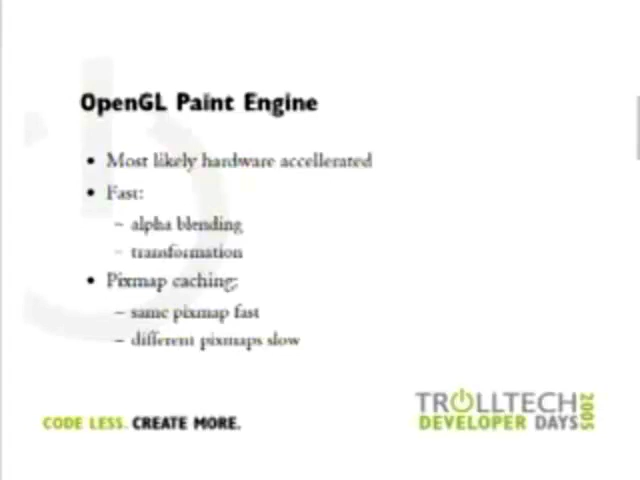 OpenGL Paint Engine
• Most likely hardware accellerated
• Fast:
– alpha blending
– transformation
• Pixmap caching:
– same pixmap fast
– different pixmaps slow
CODE LESS. CREATE MORE.
TROLLTECH
DEVELOPER DAYS
2005